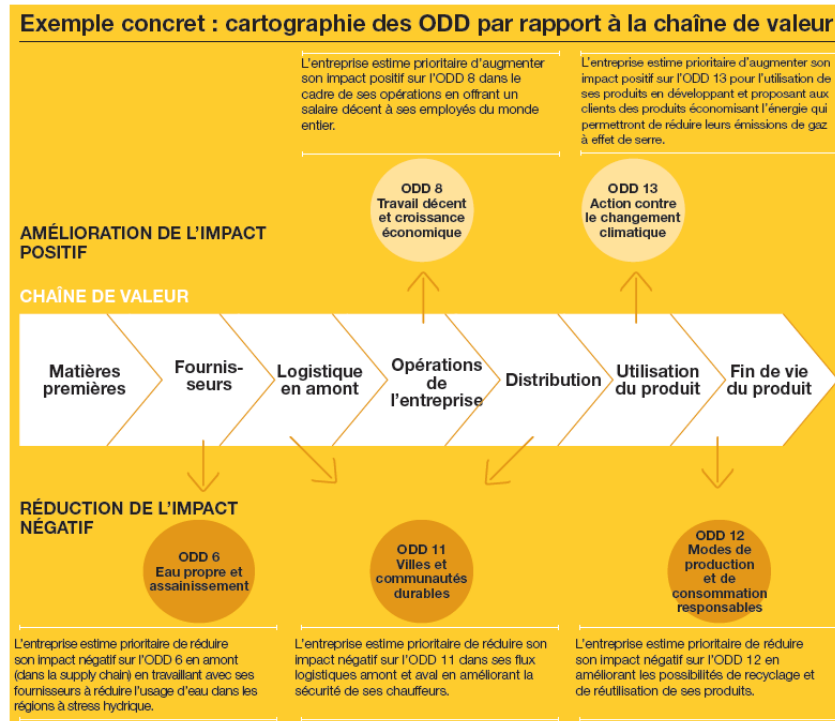 Exemple concret : cartographie des ODD par rapport à la chaîne de valeur
L'entreprise estime prioritaire d'augmenter
son impact positif sur l'ODD 8 dans le
cadre de ses opérations en offrant un
salaire décent à ses employés du monde
entier.
L'entreprise estime prioritaire d'augmenter son
impact positif sur l'ODD 13 pour l'utilisation de
ses produits en développant et proposant aux
clients des produits économisant l'énergie qui
permettront de réduire leurs émissions de gaz
à effet de serre.
ODD 8
Travail décent
et croissance
économique
ODD 13
Action contre
le changement
climatique
AMÉLIORATION DE L'IMPACT
POSITIF
CHAÎNE DE VALEUR
Matières
premières
Fournis-
seurs
Logistique
en amont
Opérations
de
l'entreprise
Distribution
Utilisation
du produit
Fin de vie
du produit
RÉDUCTION DE L'IMPACT
NÉGATIF
ODD 6
Eau propre et
assainissement
ODD 11
Villes et
communautés
durables
ODD 12
Modes de
production
et de
consommation
responsables
L'entreprise estime prioritaire de réduire
son impact négatif sur l'ODD 6 en amont
(dans la supply chain) en travaillant avec ses
fournisseurs à réduire l'usage d'eau dans les
régions à stress hydrique.
L'entreprise estime prioritaire de réduire son
impact négatif sur l'ODD 11 dans ses flux
logistiques amont et aval en améliorant la
sécurité de ses chauffeurs.
L'entreprise estime prioritaire de réduire
son impact négatif sur l'ODD 12 en
améliorant les possibilités de recyclage et
de réutilisation de ses produits.